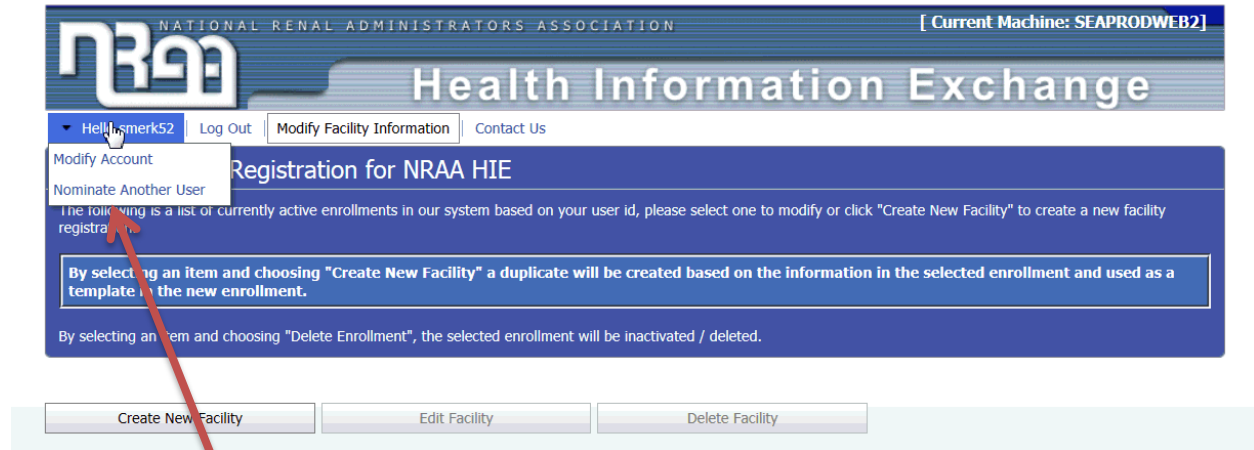 NATIONAL RENAL ADMINISTRATORS ASSOCIATION
[ Current Machine: SEAPRODWEB2]
nraa
Health Information Exchange
smerk52 Log Out Modify Facility Information Contact Us
Modify Account
Registration for NRAA HIE
Nominate Another User
The following is a list of currently active enrollments in our system based on your user id, please select one to modify or click "Create New Facility" to create a new facility
By selecting an item and choosing "Create New Facility" a duplicate will be created based on the information in the selected enrollment and used as a
template in the new enrollment.
By selecting an item and choosing "Delete Enrollment", the selected enrollment will be inactivated / deleted.
Create New Facility Edit Facility Delete Facility